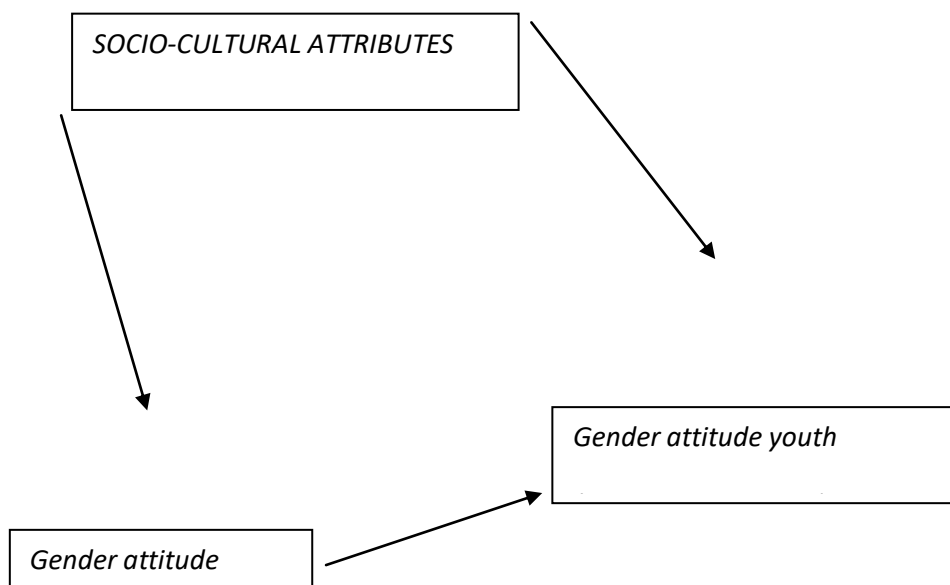 SOCIO-CULTURAL ATTRIBUTES
Gender attitude youth
Gender attitude